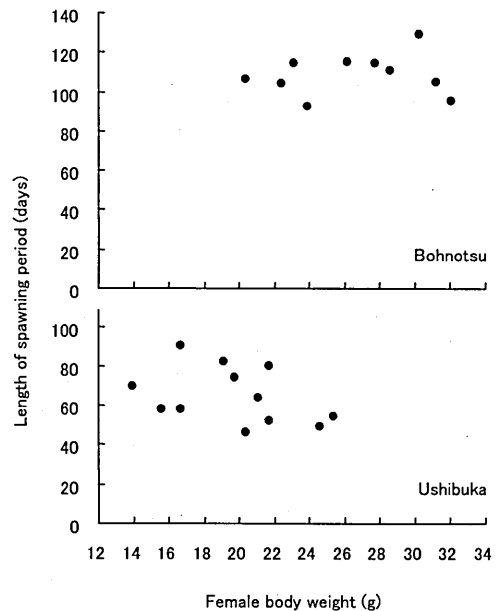 140
120
100
80
60
40
20
0
Bohnotsu
Length of spawning period (days)
100
80
60
40
20
0
Ushibuka
12 14 16 18 20 22 24 26 28 30 32 34
Female body weight (g)